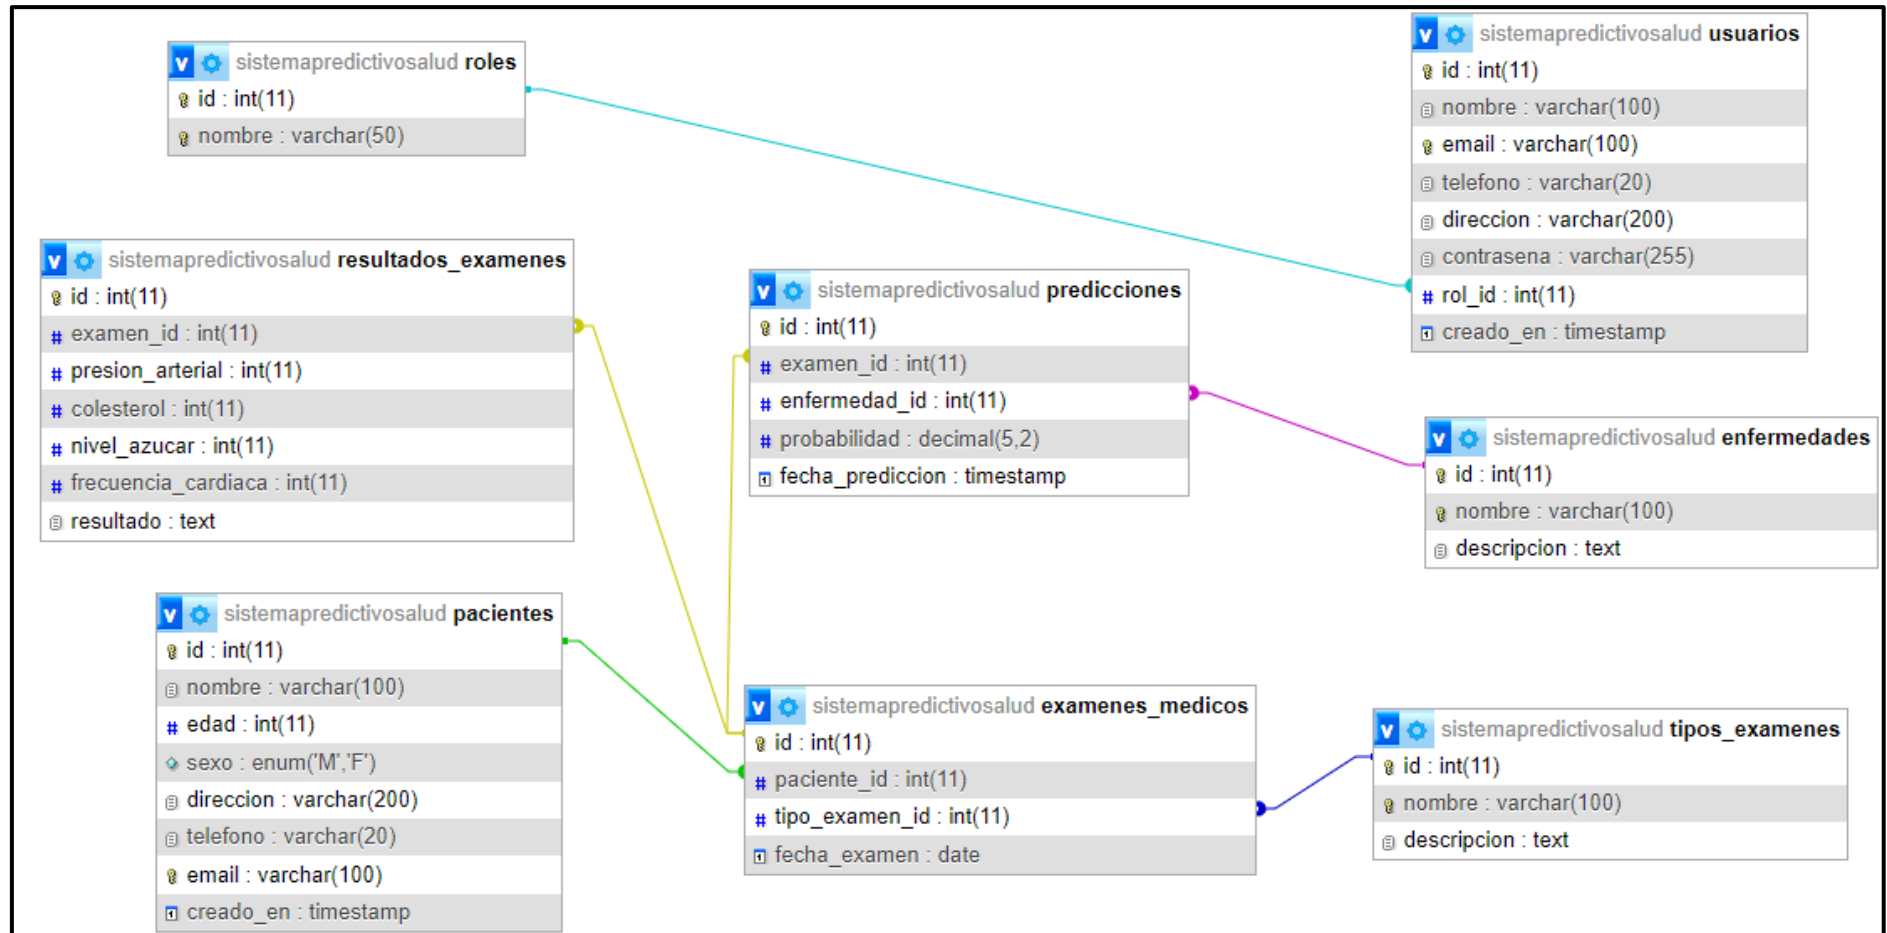 v sistemapredictivosalud roles
id : int(11)
nombre : varchar(50)
v sistemapredictivosalud usuarios
id : int(11)
nombre : varchar(100)
email : varchar(100)
telefono : varchar(20)
direccion : varchar(200)
contrasena : varchar(255)
# rol_id : int(11)
creado_en : timestamp
v sistemapredictivosalud resultados_examenes
id : int(11)
# examen_id : int(11)
# presion_arterial : int(11)
# colesterol : int(11)
# nivel_azucar : int(11)
# frecuencia_cardiaca : int(11)
resultado : text
v sistemapredictivosalud predicciones
id : int(11)
# examen_id : int(11)
# enfermedad_id : int(11)
# probabilidad : decimal(5,2)
fecha_prediccion : timestamp
v sistemapredictivosalud enfermedades
id : int(11)
nombre : varchar(100)
descripcion : text
v sistemapredictivosalud pacientes
id : int(11)
nombre : varchar(100)
# edad : int(11)
sexo : enum('M','F')
direccion : varchar(200)
telefono : varchar(20)
email : varchar(100)
creado_en : timestamp
v sistemapredictivosalud examenes_medicos
id : int(11)
# paciente_id : int(11)
# tipo_examen_id : int(11)
fecha_examen : date
v sistemapredictivosalud tipos_examenes
id : int(11)
nombre : varchar(100)
descripcion : text